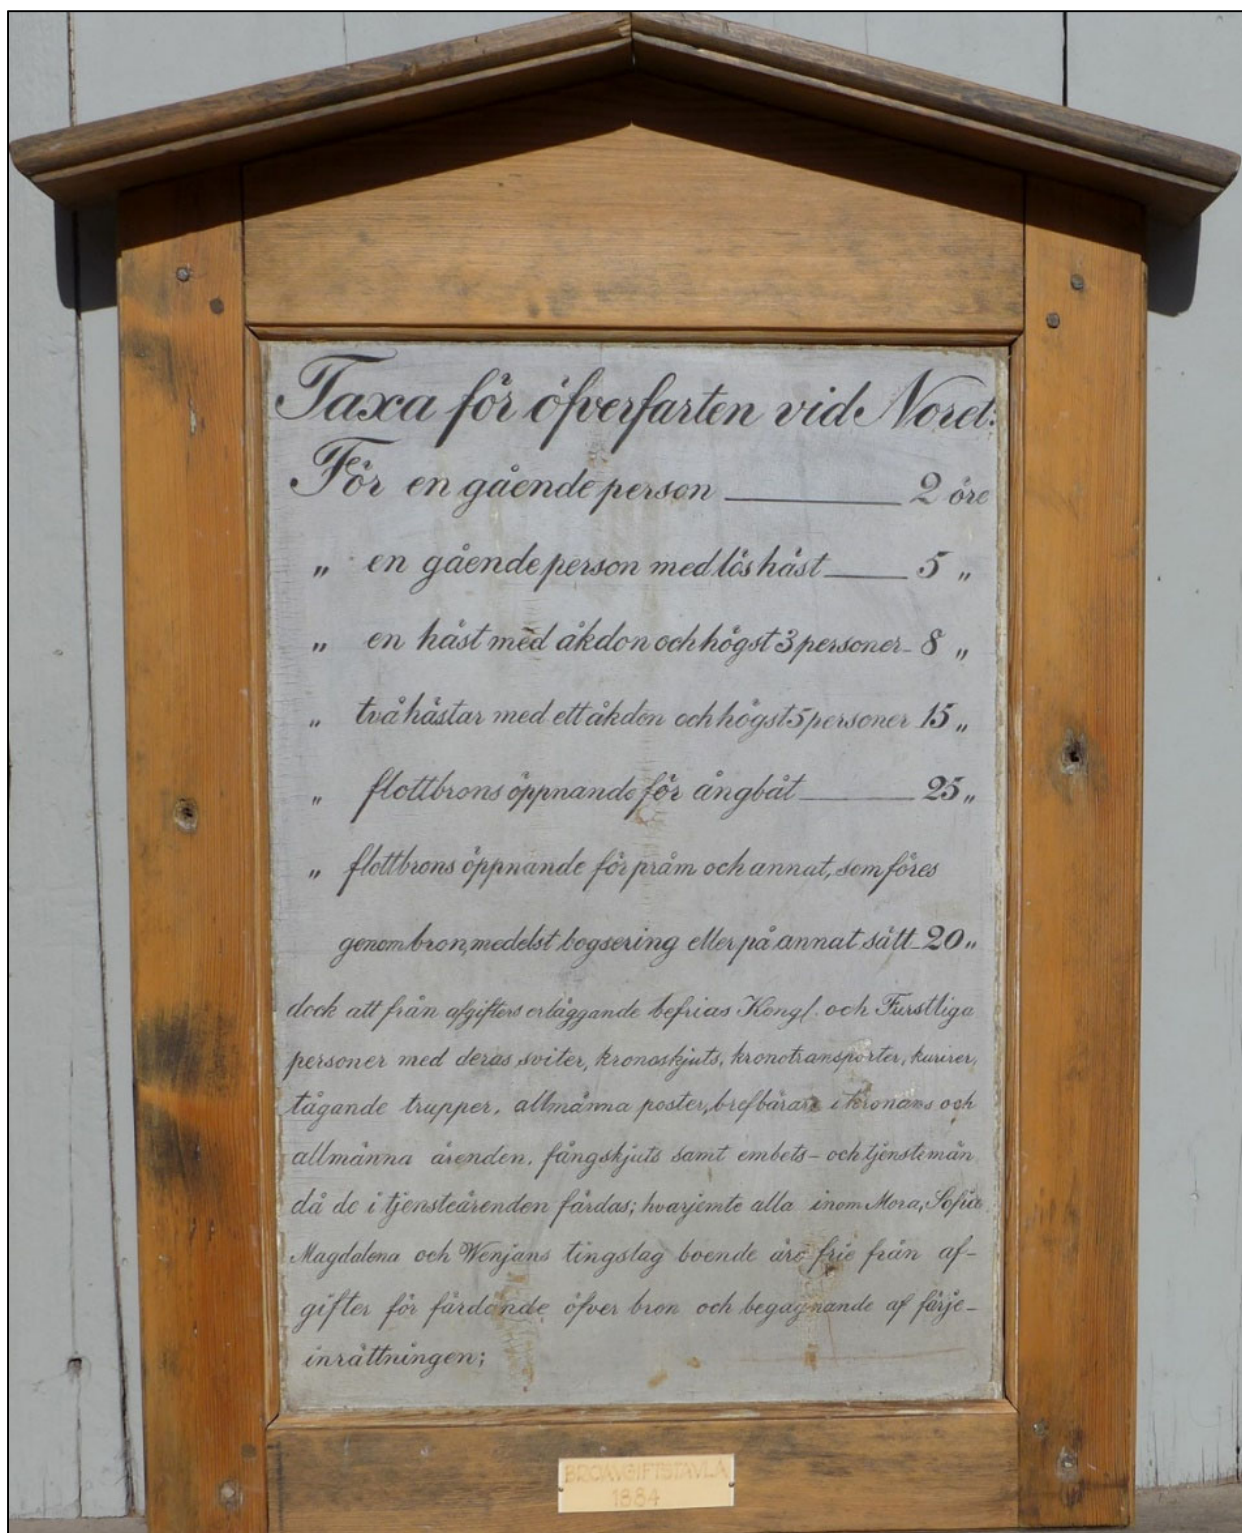 Taxa för öfverfarten vid Noret:
För en gående person 2 öre
„ en gående person med lös häst 5 „
„ en häst med åkdon och högst 3 personer 8 „
„ två hästar med ett åkdon och högst 5 personer 15 „
„ flottbrons öppnande för ångbåt 25 „
„ flottbrons öppnande för pråm och annat, som föres
genom bron, medelst bogsering eller på annat sätt 20 „
dock att från afgifters erläggande befrias Kongl. och Furstliga
personer med deras sviter, kronoskjuts, kronotransporter, kurirer,
tågande trupper, allmänna poster, brefbärare i kronans och
allmänna ärenden, fångskjuts samt embets- och tjenstemän
då de i tjensteärenden färdas; hvarjemte alla inom Mora, Sofia
Magdalena och Wenjans tingslag boende äro frie från af-
gifter för färdande öfver bron och begagnande af färje-
inrättningen;
BROAVGIFTSTAVLA
1884